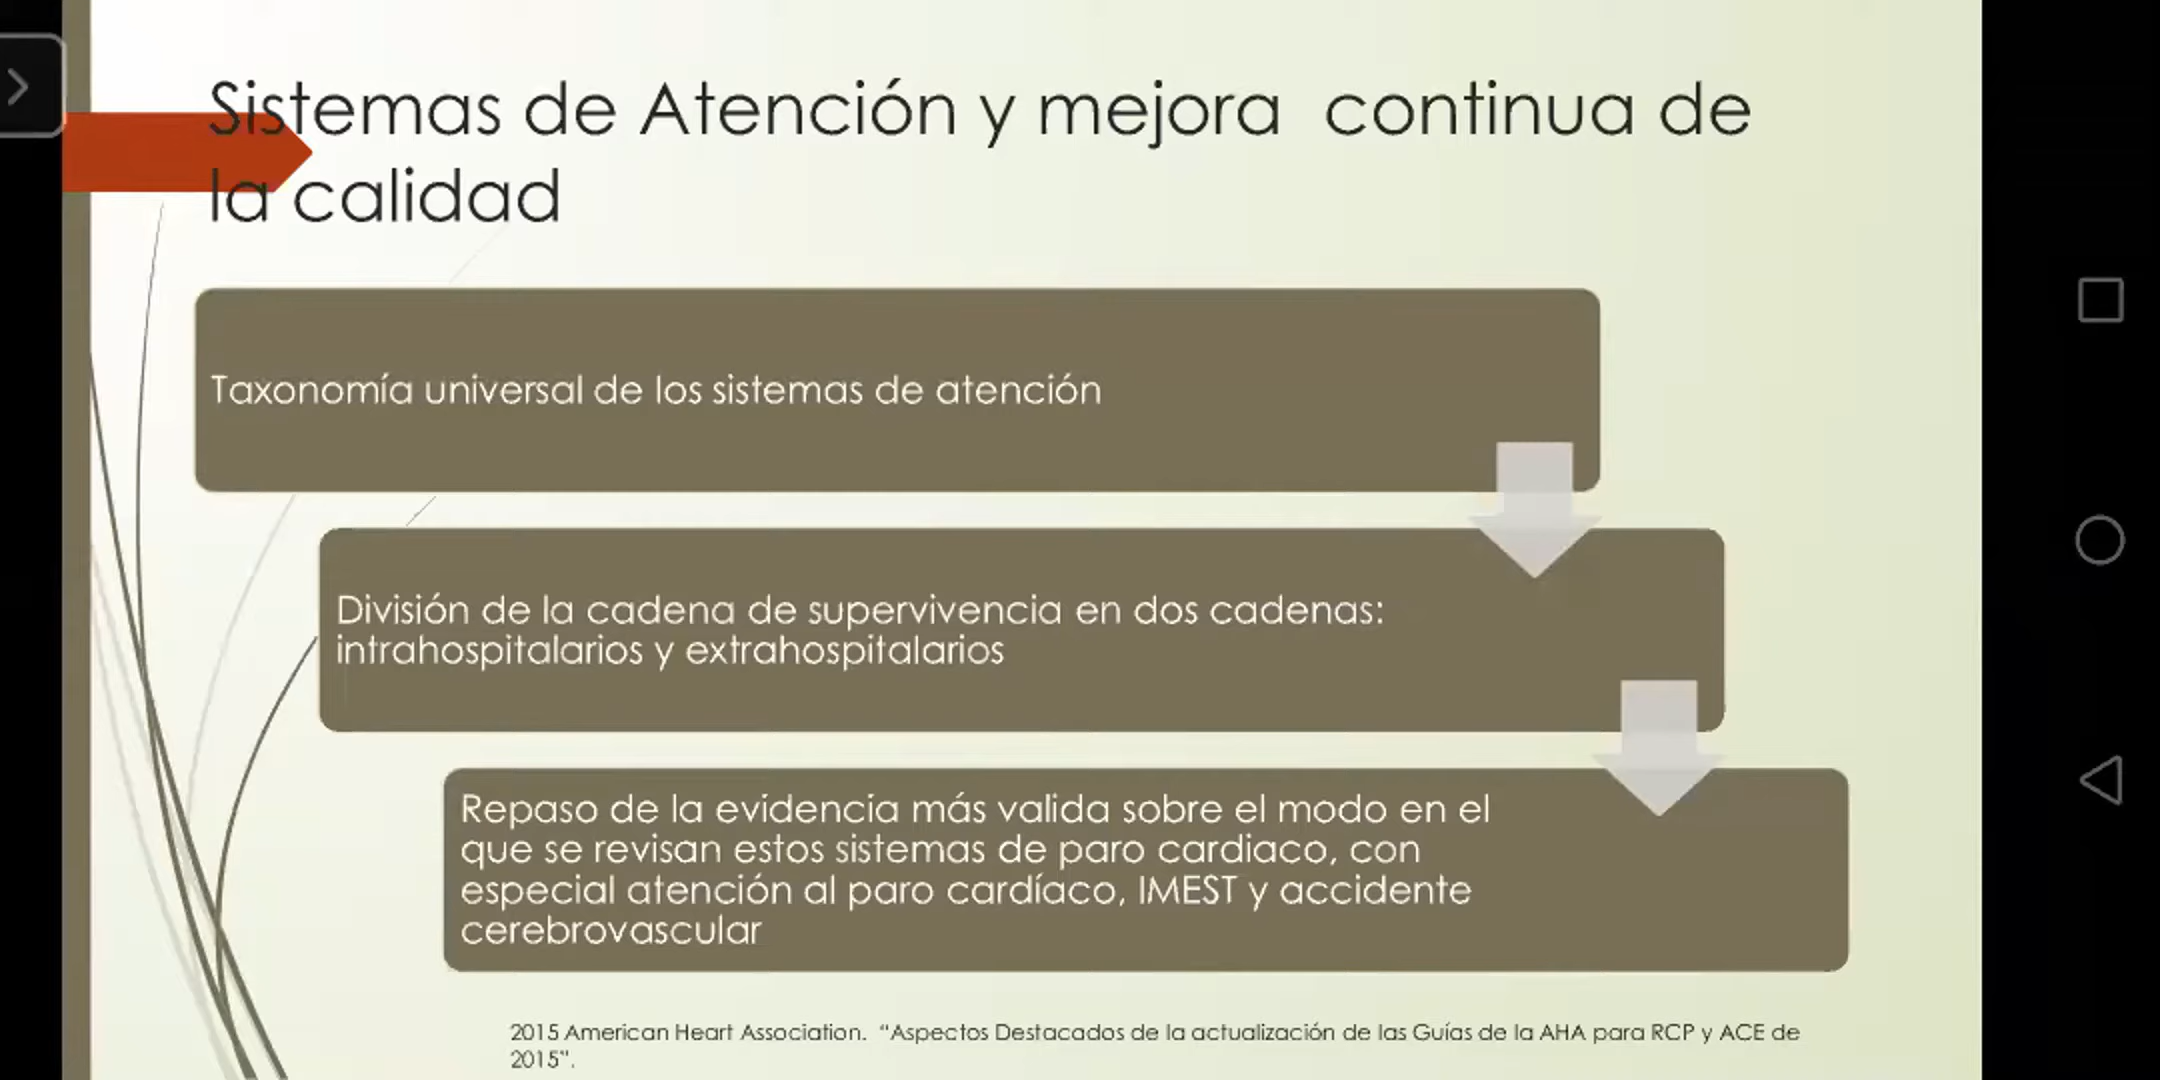 Sistemas de Atención y mejora  continua de
la calidad
Taxonomía universal de los sistemas de atención
División de la cadena de supervivencia en dos cadenas:
intrahospitalarios y extrahospitalarios
Repaso de la evidencia más valida sobre el modo en el
que se revisan estos sistemas de paro cardiaco, con
especial atención al paro cardíaco, IMEST y accidente
cerebrovascular
2015 American Heart Association.  “Aspectos Destacados de la actualización de las Guías de la AHA para RCP y ACE de
2015”.